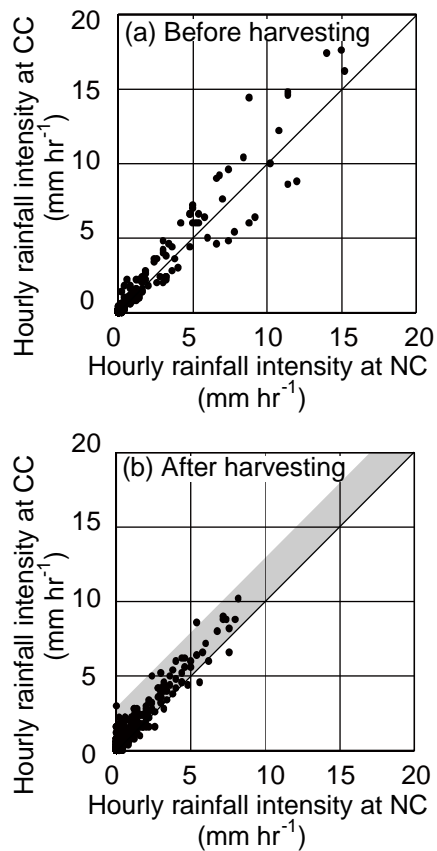 (a) Before harvesting
20
15
10
5
0
0
5
10
15
20
Hourly rainfall intensity at CC
(mm hr-1)
Hourly rainfall intensity at NC
(mm hr-1)
(b) After harvesting
20
15
10
5
0
0
5
10
15
20
Hourly rainfall intensity at CC
(mm hr-1)
Hourly rainfall intensity at NC
(mm hr-1)